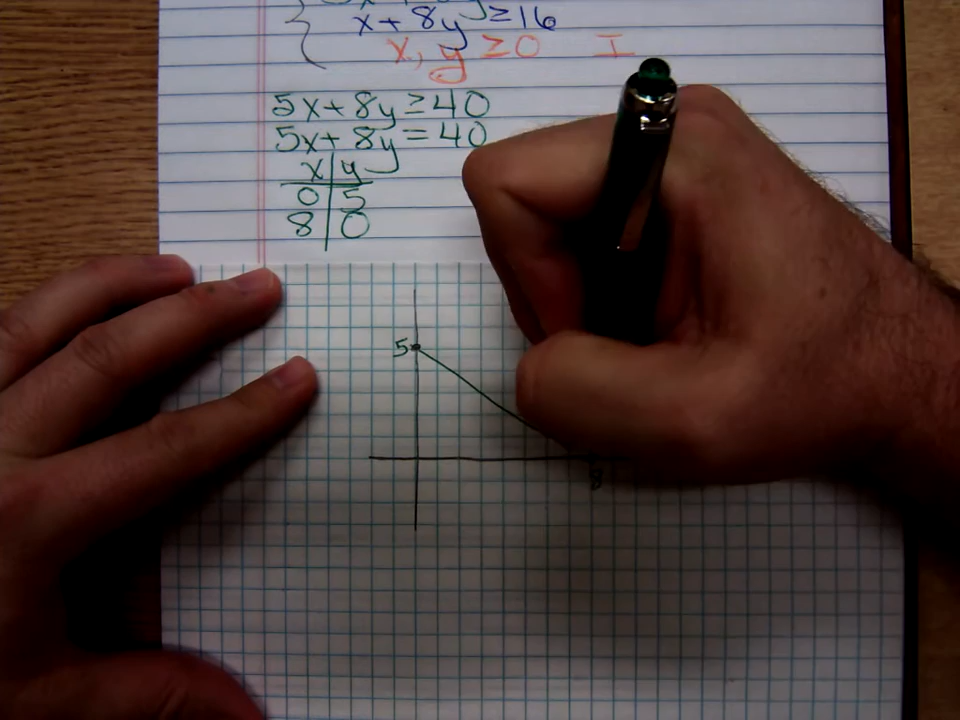 x + 8y ≥ 16
x, y ≥ 0 I
5x + 8y ≥ 40
5x + 8y = 40
x y
0 5
8 0
5
8